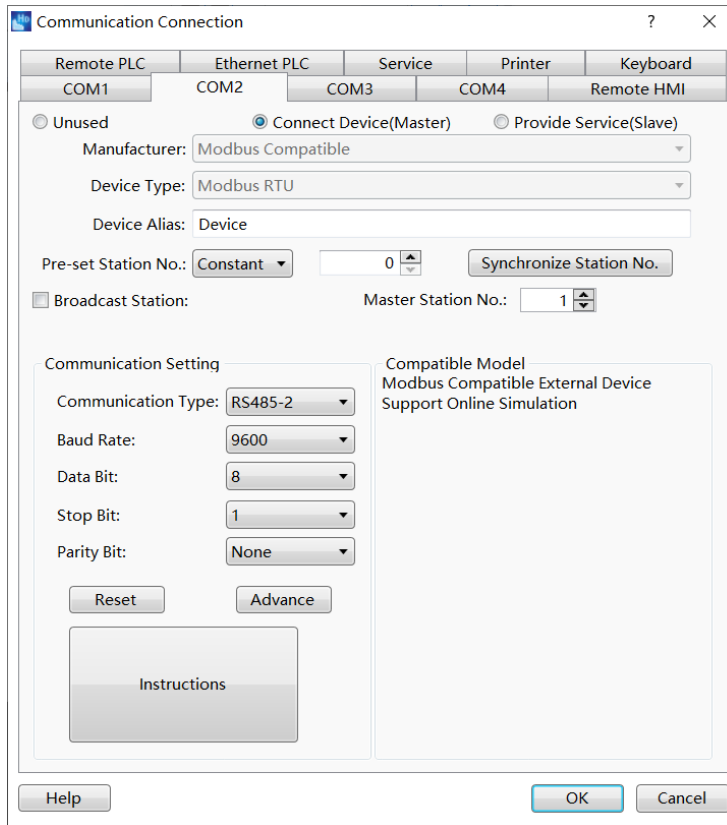 Communication Connection ? ×
Remote PLC Ethernet PLC Service Printer Keyboard
COM1 COM2 COM3 COM4 Remote HMI
Unused Connect Device(Master) Provide Service(Slave)
Manufacturer: Modbus Compatible
Device Type: Modbus RTU
Device Alias: Device
Pre-set Station No.: Constant 0 Synchronize Station No.
Broadcast Station: Master Station No.: 1
Communication Setting
Communication Type: RS485-2
Baud Rate: 9600
Data Bit: 8
Stop Bit: 1
Parity Bit: None
Reset Advance
Instructions
Compatible Model
Modbus Compatible External Device
Support Online Simulation
Help OK Cancel